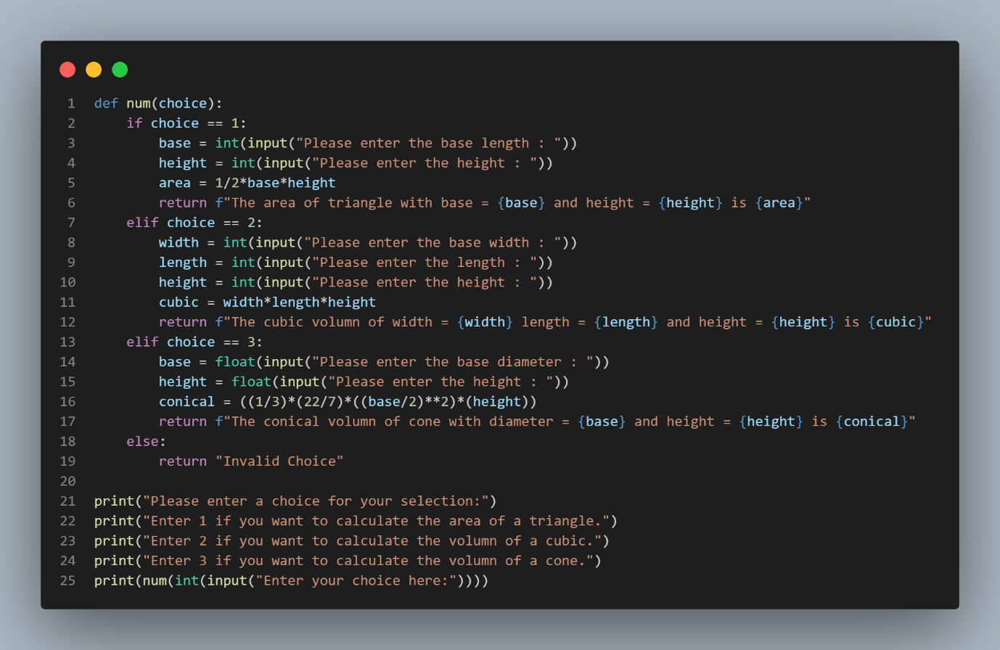 1 def num(choice):
2     if choice == 1:
3         base = int(input("Please enter the base length : "))
4         height = int(input("Please enter the height : "))
5         area = 1/2*base*height
6         return f"The area of triangle with base = {base} and height = {height} is {area}"
7     elif choice == 2:
8         width = int(input("Please enter the base width : "))
9         length = int(input("Please enter the length : "))
10         height = int(input("Please enter the height : "))
11         cubic = width*length*height
12         return f"The cubic volumn of width = {width} length = {length} and height = {height} is {cubic}"
13     elif choice == 3:
14         base = float(input("Please enter the base diameter : "))
15         height = float(input("Please enter the height : "))
16         conical = ((1/3)*(22/7)*((base/2)**2)*(height))
17         return f"The conical volumn of cone with diameter = {base} and height = {height} is {conical}"
18     else:
19         return "Invalid Choice"
20
21 print("Please enter a choice for your selection:")
22 print("Enter 1 if you want to calculate the area of a triangle.")
23 print("Enter 2 if you want to calculate the volumn of a cubic.")
24 print("Enter 3 if you want to calculate the volumn of a cone.")
25 print(num(int(input("Enter your choice here:"))))